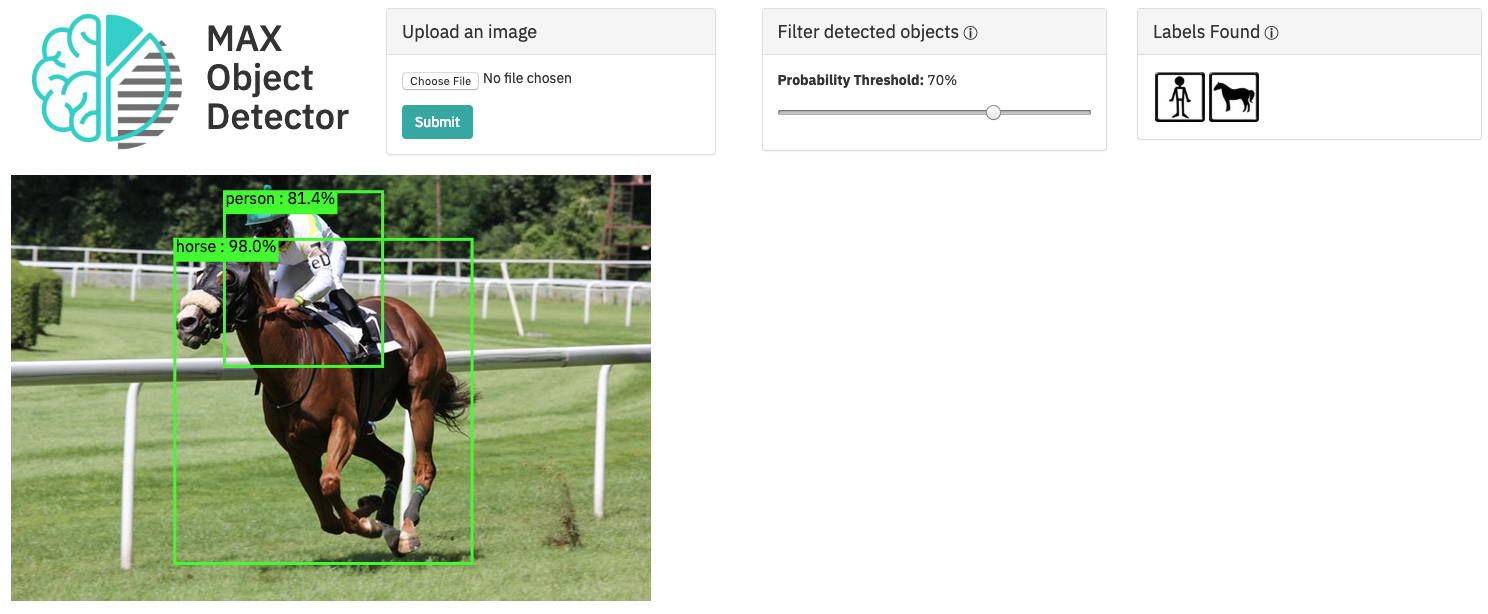 MAX
Object
Detector
Upload an image
Choose File No file chosen
Submit
Filter detected objects ⓘ
Probability Threshold: 70%
Labels Found ⓘ
person : 81.4%
horse : 98.0%
eD